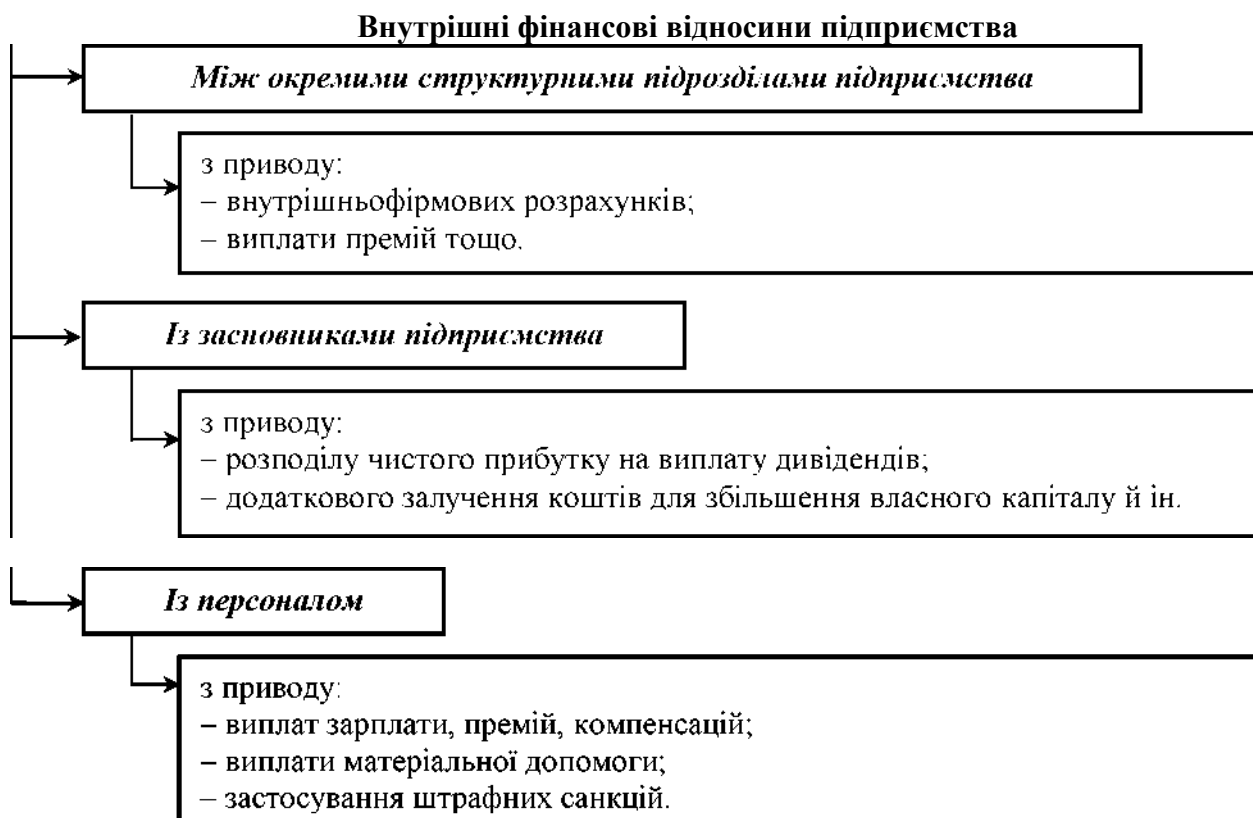 Внутрішні фінансові відносини підприємства
Між окремими структурними підрозділами підприємства
з приводу:
– внутрішньофірмових розрахунків;
– виплати премій тощо.
Із засновниками підприємства
з приводу:
– розподілу чистого прибутку на виплату дивідендів;
– додаткового залучення коштів для збільшення власного капіталу й ін.
Із персоналом
з приводу:
– виплат зарплати, премій, компенсацій;
– виплати матеріальної допомоги;
– застосування штрафних санкцій.